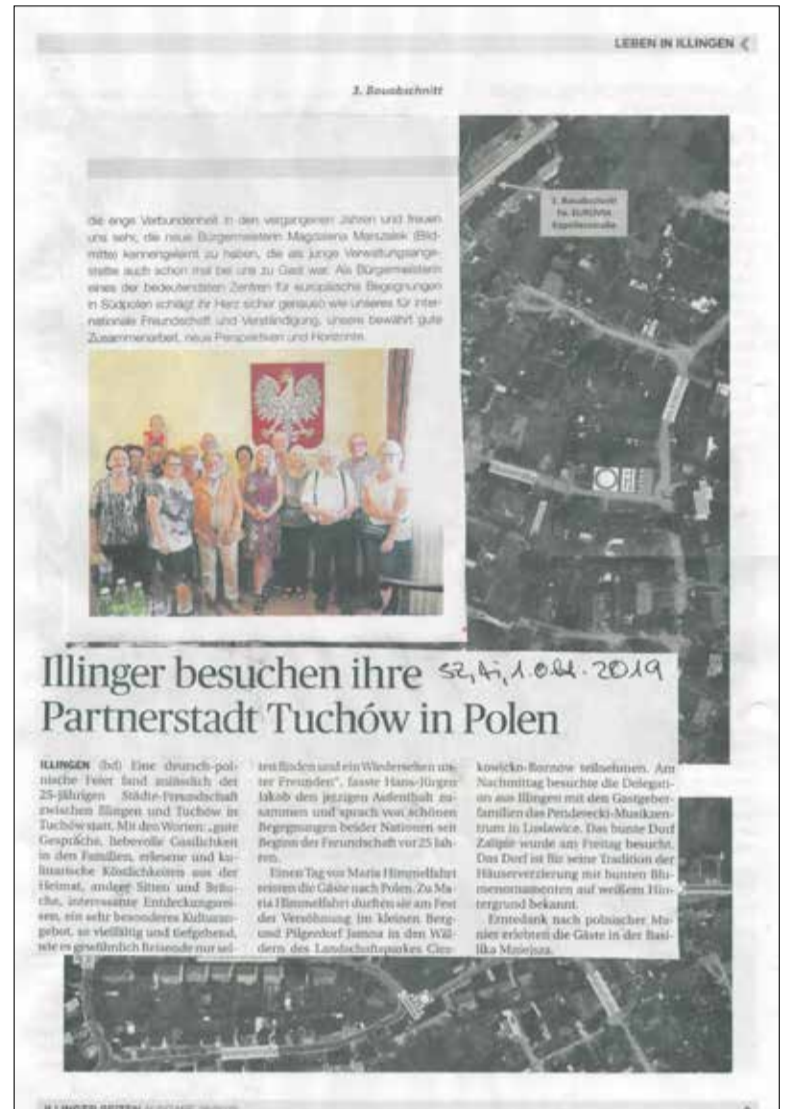 LEBEN IN ILLINGEN
3. Bauabschnitt
3. Bauabschnitt
Fa. EUROVIA
die enge Verbundenheit in den vergangenen Jahren und freuen
uns sehr, die neue Bürgermeisterin Magdalena Marszalek (Bild-
mitte) kennengelernt zu haben, die als junge Verwaltungsange-
stellte auch schon mal bei uns zu Gast war. Als Bürgermeisterin
eines der bedeutendsten Zentren für europäische Begegnungen
in Südpolen schlägt ihr Herz sicher genauso wie unseres für inter-
nationale Freundschaft und Verständigung, unsere bewährt gute
Zusammenarbeit, neue Perspektiven und Horizonte.
Illinger besuchen ihre
SZ, Di, 1. Okt. 2019
Partnerstadt Tuchów in Polen
ILLINGEN (bd) Eine deutsch-pol-
nische Feier fand anlässlich der
25-jährigen Städte-Freundschaft
zwischen Illingen und Tuchów in
Tuchów statt. Mit den Worten: „gute
Gespräche, liebevolle Gastlichkeit
in den Familien, erlesene und ku-
linarische Köstlichkeiten aus der
Heimat, andere Sitten und Bräu-
che, interessante Entdeckungsrei-
sen, ein sehr besonderes Kulturan-
gebot, so vielfältig und tiefgehend,
wie es gewöhnlich Reisende nur sel-
ten finden und ein Wiedersehen un-
ter Freunden“, fasste Hans-Jürgen
Jakob den jetzigen Aufenthalt zu-
sammen und sprach von schönen
Begegnungen beider Nationen seit
Beginn der Freundschaft vor 25 Jah-
ren.
Einen Tag vor Maria Himmelfahrt
reisten die Gäste nach Polen. Zu Ma-
ria Himmelfahrt durften sie am Fest
der Versöhnung im kleinen Berg-
und Pilgerdorf Jamna in den Wäl-
dern des Landschaftsparkes Ciez-
kowicko-Roznow teilnehmen. Am
Nachmittag besuchte die Delegati-
on aus Illingen mit den Gastgeber-
familien das Penderecki-Musikzen-
trum in Luslawice. Das bunte Dorf
Zalipie wurde am Freitag besucht.
Das Dorf ist für seine Tradition der
Häuserverzierung mit bunten Blu-
menornamenten auf weißem Hin-
tergrund bekannt.
Erntedank nach polnischer Ma-
nier erlebten die Gäste in der Basi-
lika